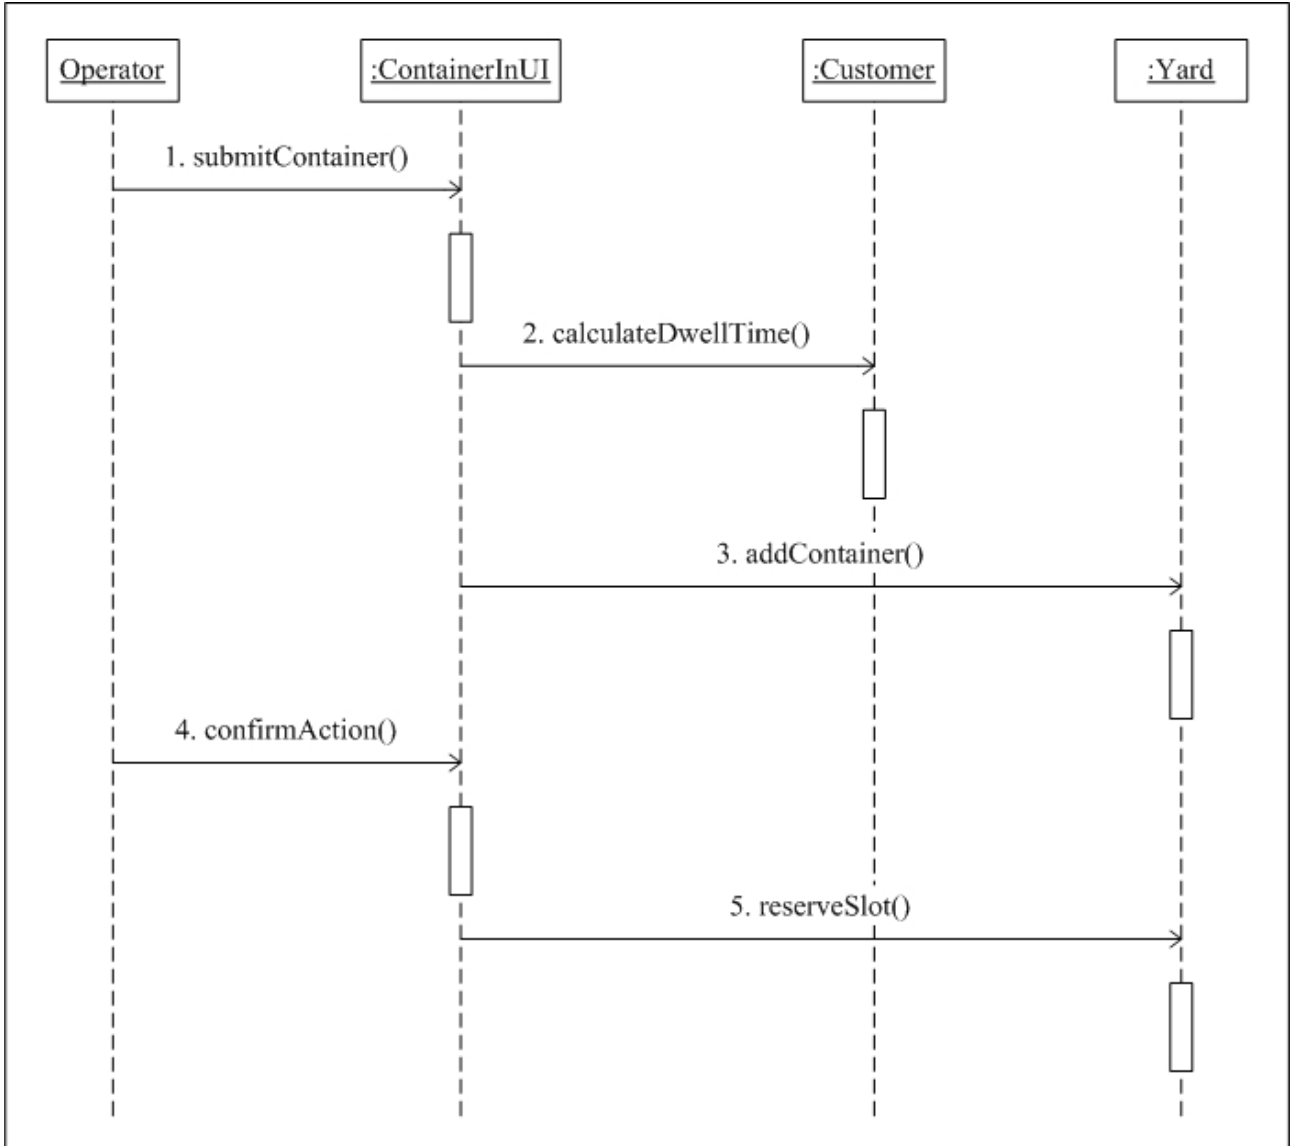 Operator
:ContainerInUI
:Customer
:Yard
1. submitContainer()
2. calculateDwellTime()
3. addContainer()
4. confirmAction()
5. reserveSlot()